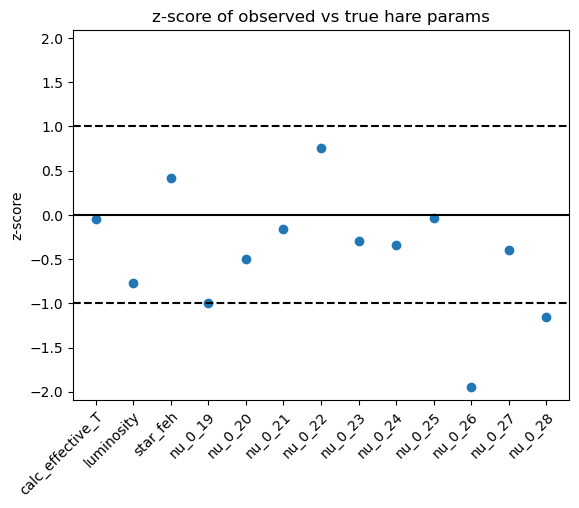 z-score of observed vs true hare params
2.0
1.5
1.0
0.5
0.0
−0.5
−1.0
−1.5
−2.0
z-score
calc_effective_T
luminosity
star_feh
nu_0_19
nu_0_20
nu_0_21
nu_0_22
nu_0_23
nu_0_24
nu_0_25
nu_0_26
nu_0_27
nu_0_28